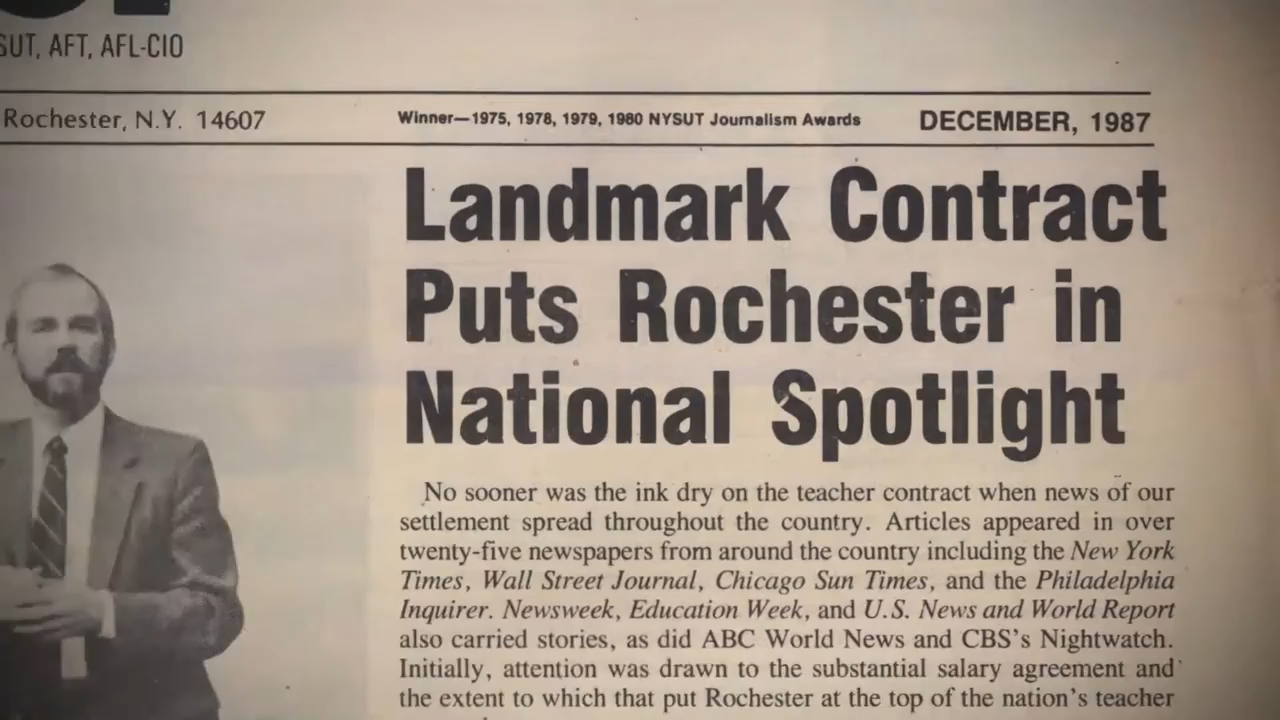 SUT, AFT, AFL-CIO
Rochester, N.Y. 14607
Winner—1975, 1978, 1979, 1980 NYSUT Journalism Awards
DECEMBER, 1987
Landmark Contract
Puts Rochester in
National Spotlight
No sooner was the ink dry on the teacher contract when news of our
settlement spread throughout the country. Articles appeared in over
twenty-five newspapers from around the country including the New York
Times, Wall Street Journal, Chicago Sun Times, and the Philadelphia
Inquirer. Newsweek, Education Week, and U.S. News and World Report
also carried stories, as did ABC World News and CBS's Nightwatch.
Initially, attention was drawn to the substantial salary agreement and
the extent to which that put Rochester at the top of the nation's teacher